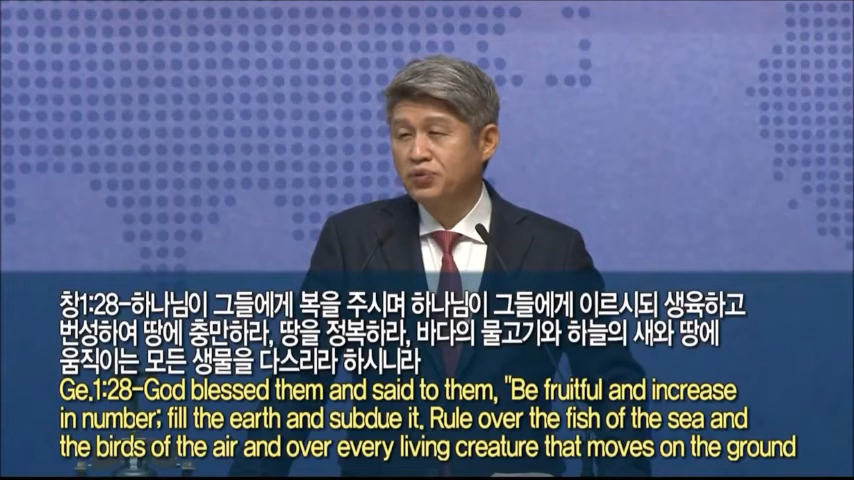 창1:28-하나님이 그들에게 복을 주시며 하나님이 그들에게 이르시되 생육하고
번성하여 땅에 충만하라, 땅을 정복하라, 바다의 물고기와 하늘의 새와 땅에
움직이는 모든 생물을 다스리라 하시니라
Ge.1:28-God blessed them and said to them, "Be fruitful and increase
in number; fill the earth and subdue it. Rule over the fish of the sea and
the birds of the air and over every living creature that moves on the ground